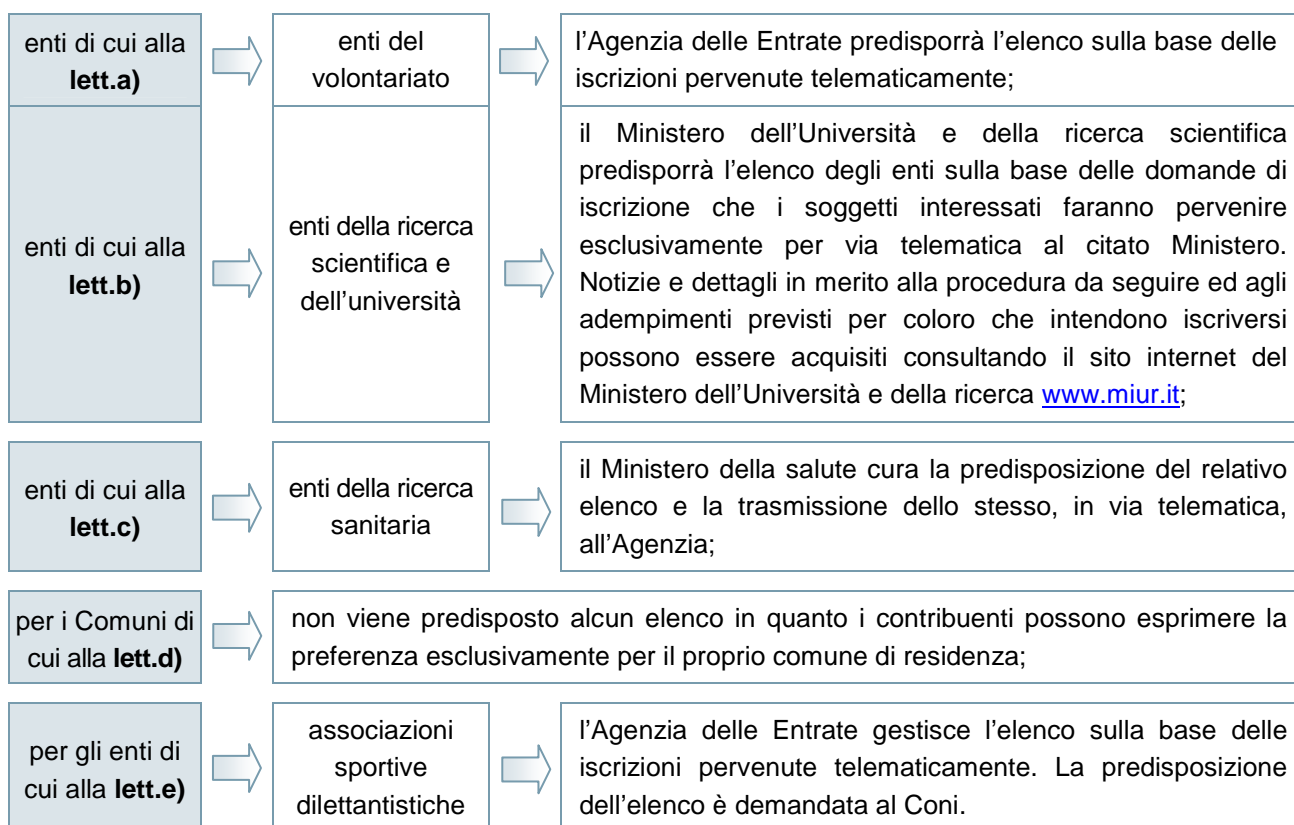 enti di cui alla
lett.a)
enti del
volontariato
l’Agenzia delle Entrate predisporrà l’elenco sulla base delle
iscrizioni pervenute telematicamente;
enti di cui alla
lett.b)
enti della ricerca
scientifica e
dell’università
il Ministero dell’Università e della ricerca scientifica
predisporrà l’elenco degli enti sulla base delle domande di
iscrizione che i soggetti interessati faranno pervenire
esclusivamente per via telematica al citato Ministero.
Notizie e dettagli in merito alla procedura da seguire ed agli
adempimenti previsti per coloro che intendono iscriversi
possono essere acquisiti consultando il sito internet del
Ministero dell’Università e della ricerca www.miur.it;
enti di cui alla
lett.c)
enti della ricerca
sanitaria
il Ministero della salute cura la predisposizione del relativo
elenco e la trasmissione dello stesso, in via telematica,
all’Agenzia;
per i Comuni di
cui alla lett.d)
non viene predisposto alcun elenco in quanto i contribuenti possono esprimere la
preferenza esclusivamente per il proprio comune di residenza;
per gli enti di
cui alla lett.e)
associazioni
sportive
dilettantistiche
l’Agenzia delle Entrate gestisce l’elenco sulla base delle
iscrizioni pervenute telematicamente. La predisposizione
dell’elenco è demandata al Coni.